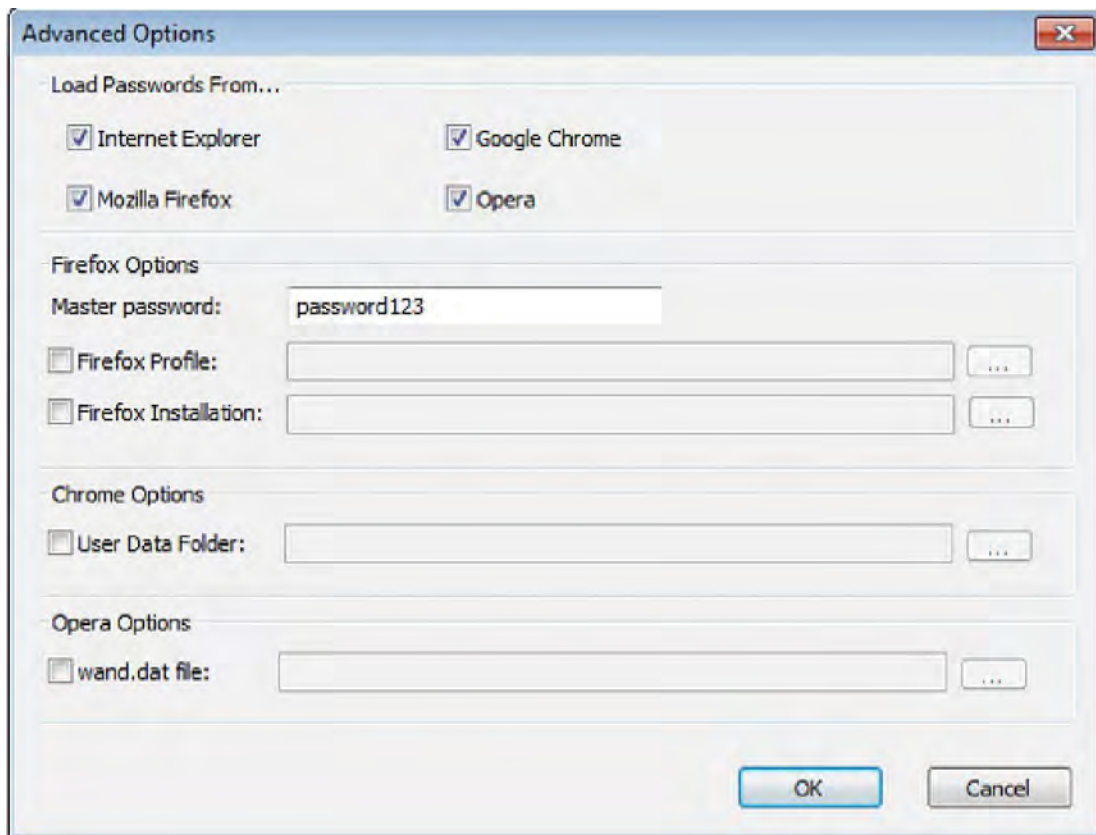 Advanced Options
Load Passwords From...
Internet Explorer
Google Chrome
Mozilla Firefox
Opera
Firefox Options
Master password: password123
Firefox Profile: ...
Firefox Installation: ...
Chrome Options
User Data Folder: ...
Opera Options
wand.dat file: ...
OK Cancel